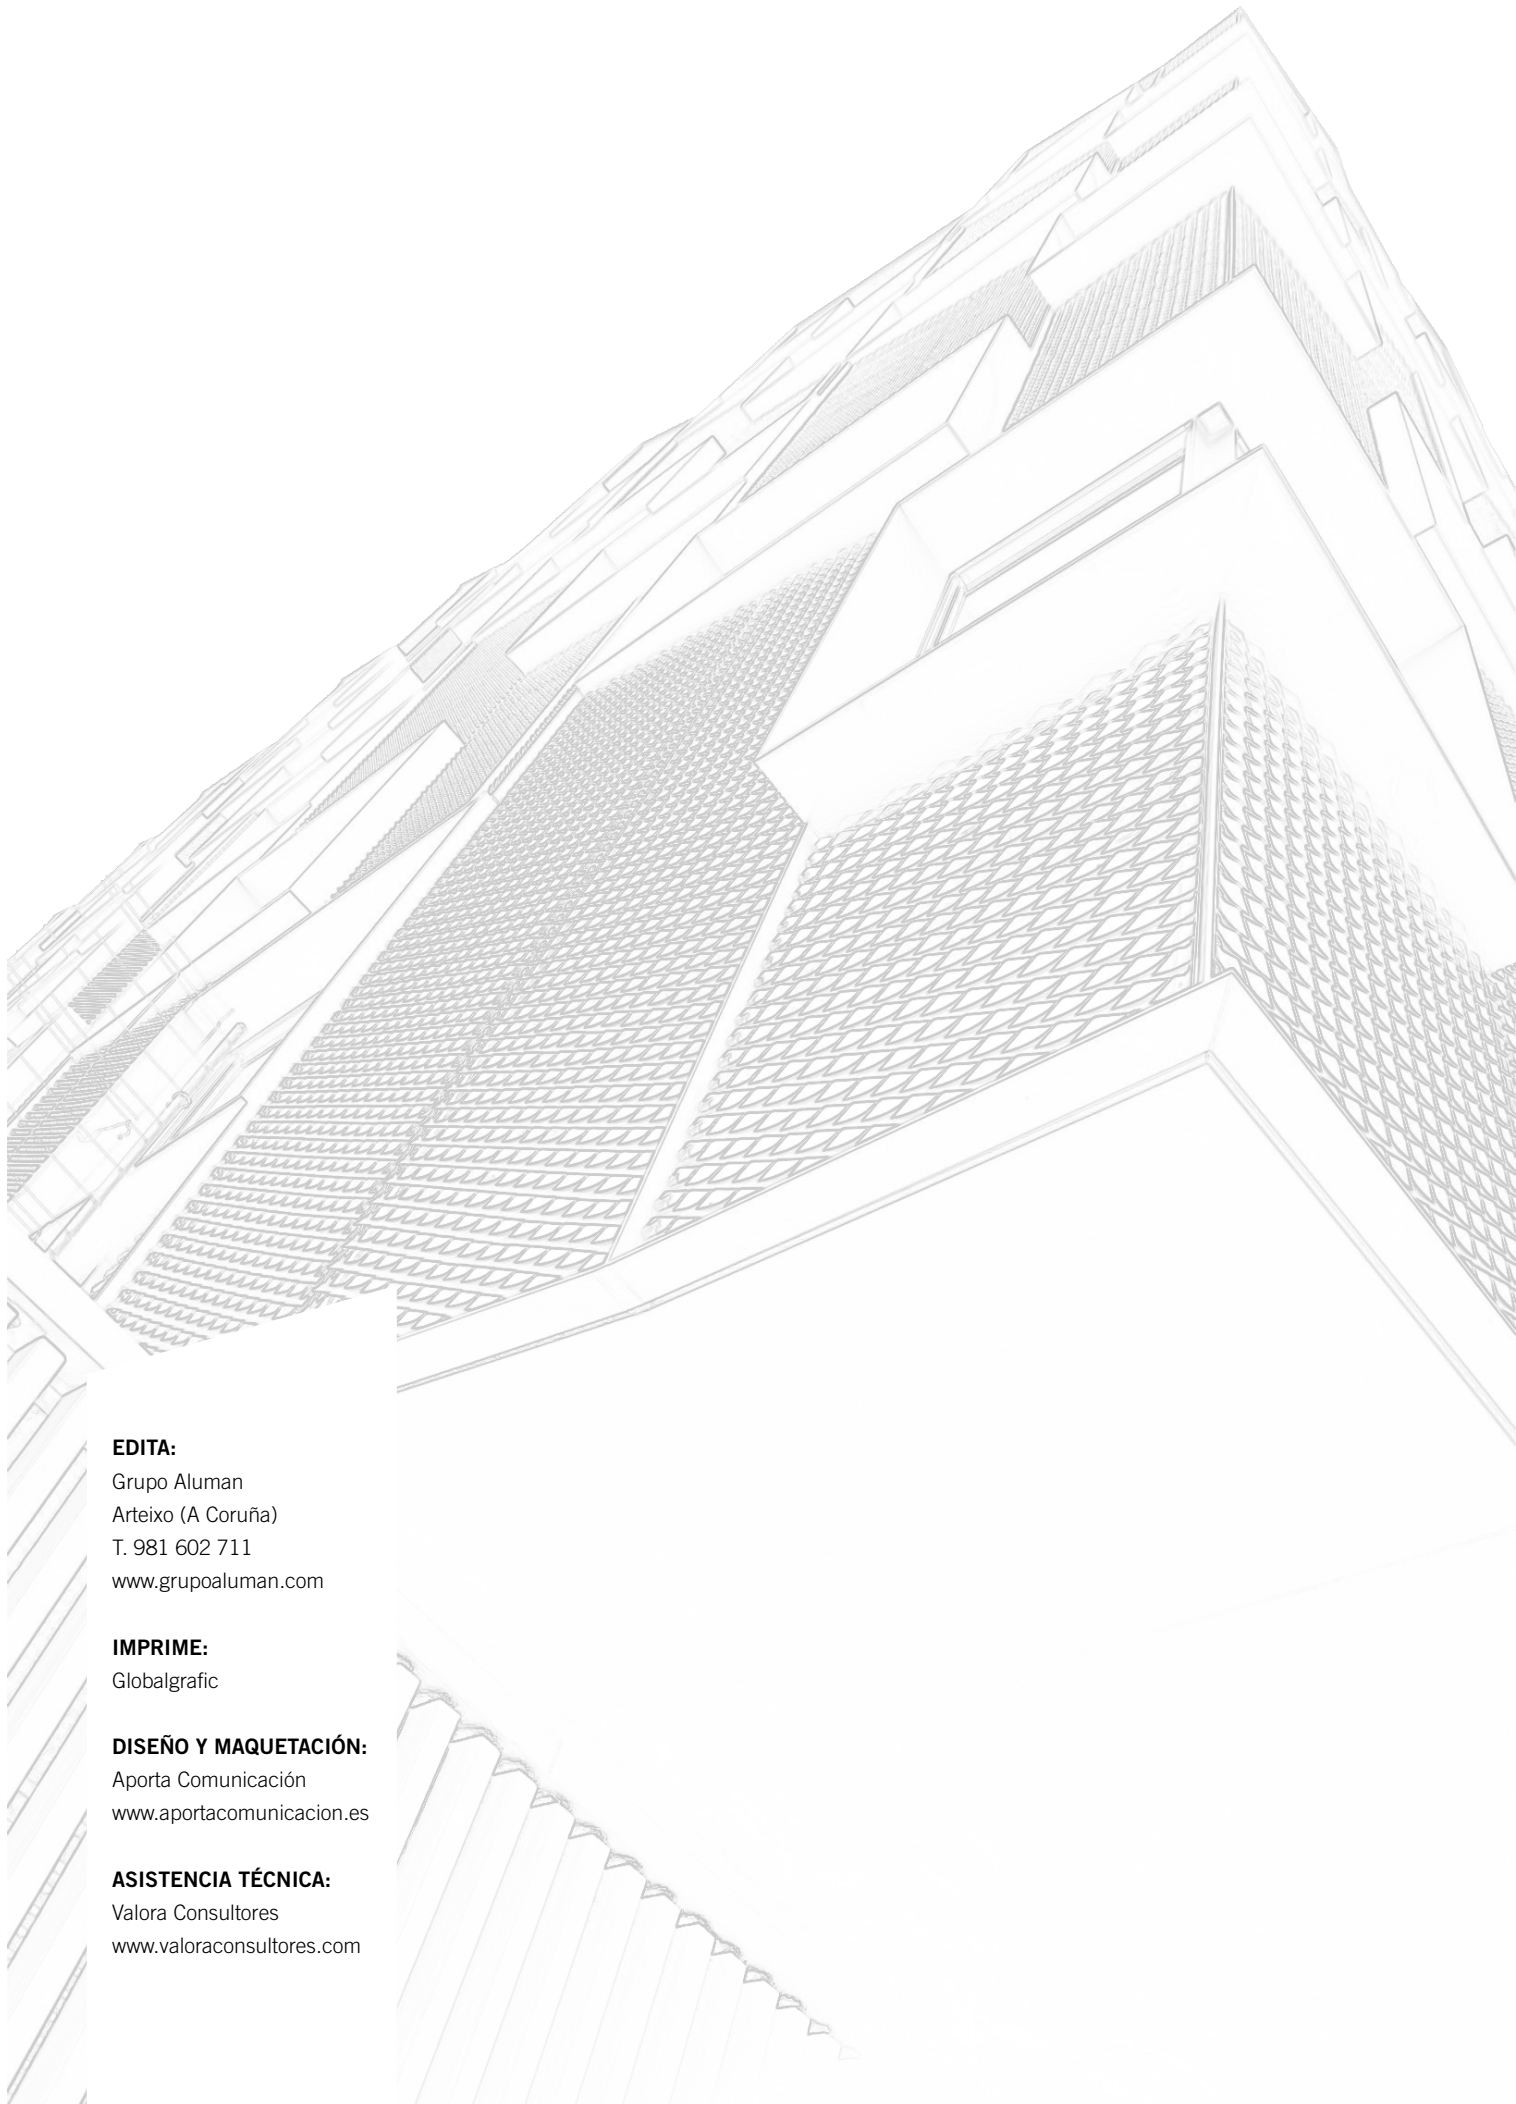 EDITA:
Grupo Aluman
Arteixo (A Coruña)
T. 981 602 711
www.grupoaluman.com
IMPRIME:
Globalgrafic
DISEÑO Y MAQUETACIÓN:
Aporta Comunicación
www.aportacomunicacion.es
ASISTENCIA TÉCNICA:
Valora Consultores
www.valoraconsultores.com